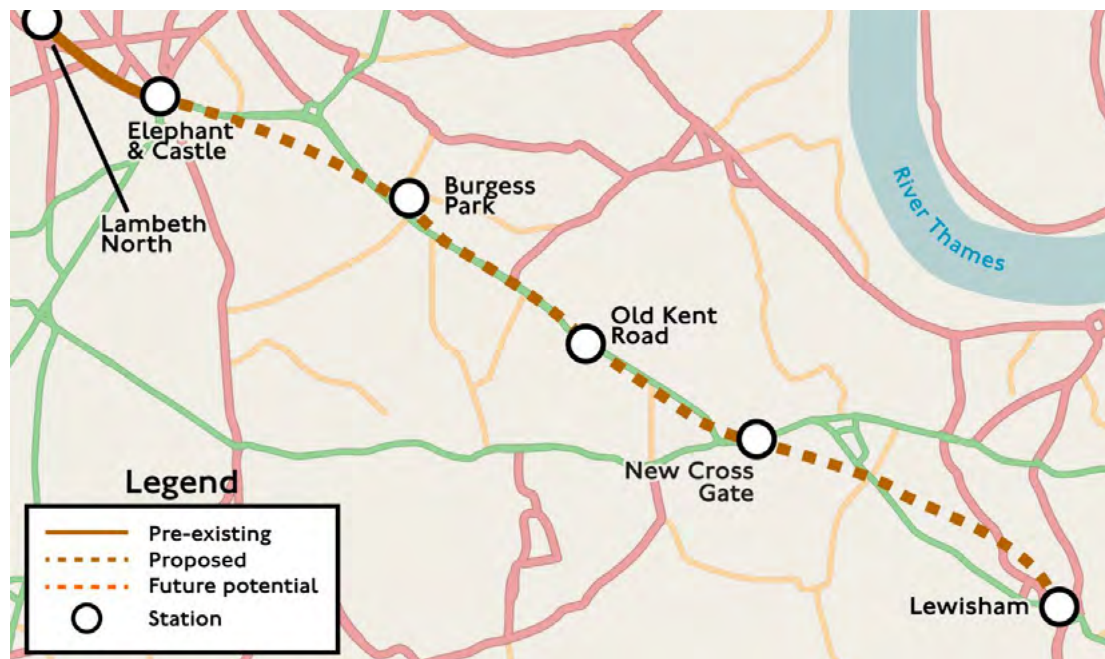 Elephant
& Castle
Lambeth
North
Burgess
Park
River Thames
Old Kent
Road
New Cross
Gate
Lewisham
Legend
Pre-existing
Proposed
Future potential
Station